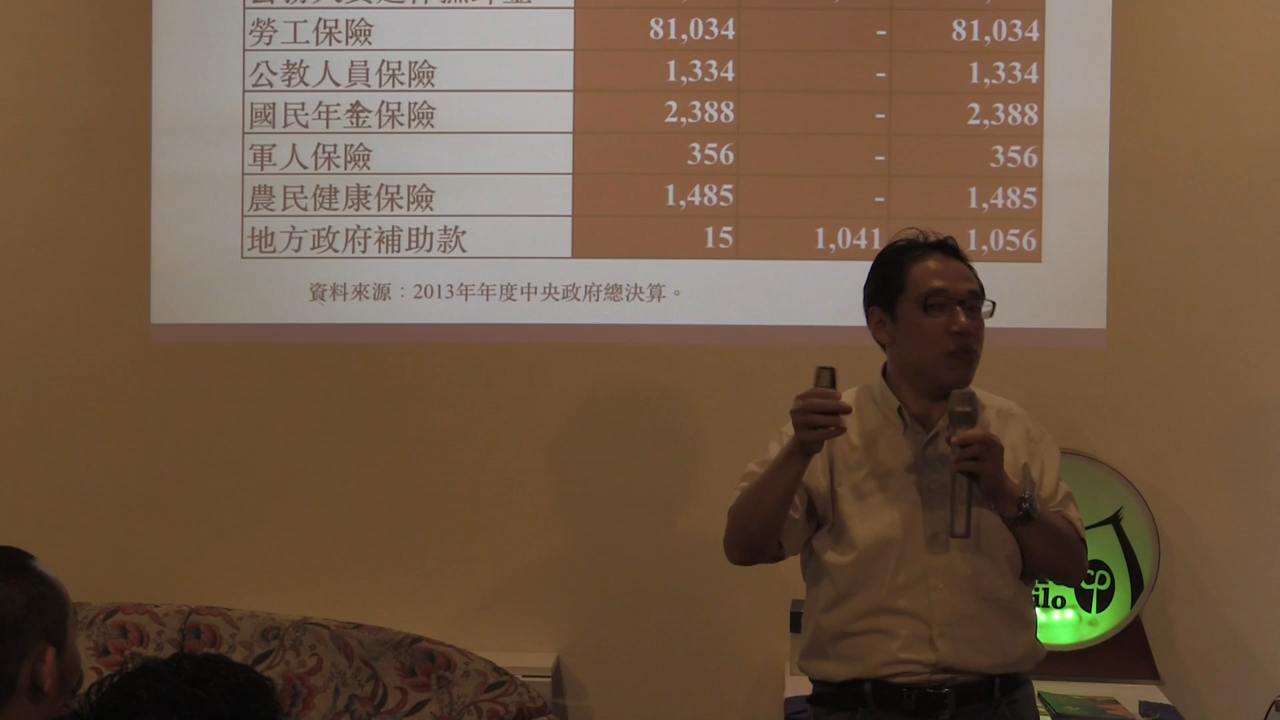 勞工保險 81,034 - 81,034
公教人員保險 1,334 - 1,334
國民年金保險 2,388 - 2,388
軍人保險 356 - 356
農民健康保險 1,485 - 1,485
地方政府補助款 15 1,041 1,056
資料來源：2013年年度中央政府總決算。
ilo